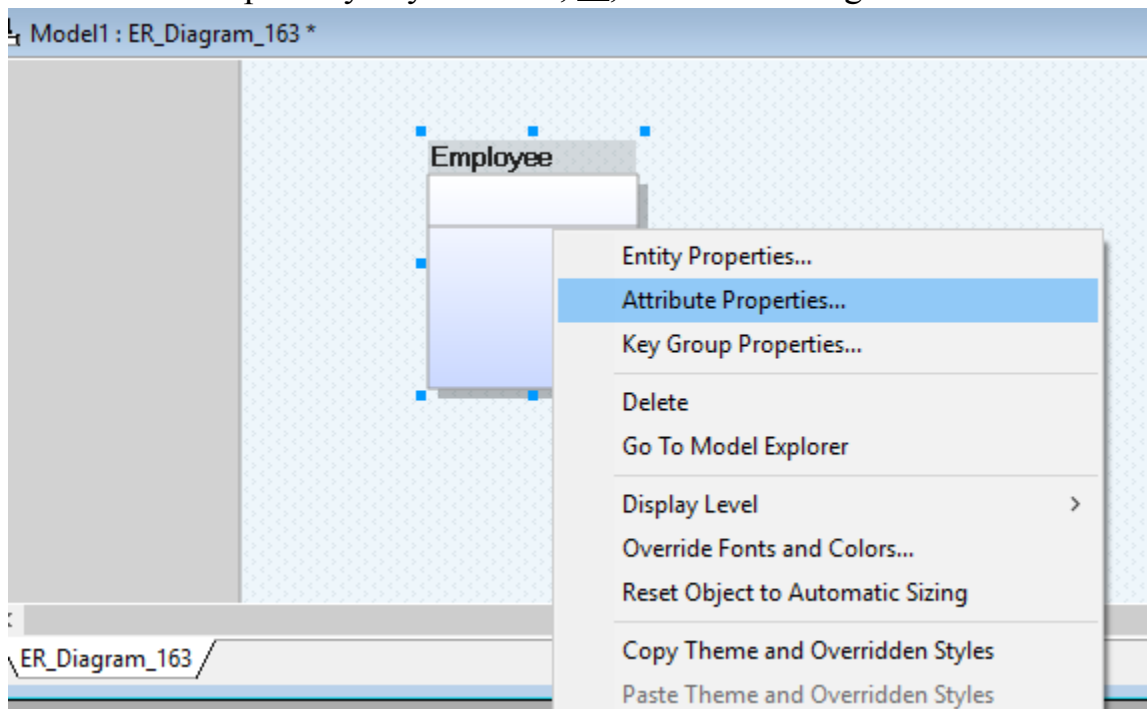 Model1 : ER_Diagram_163 *
Employee
Entity Properties...
Attribute Properties...
Key Group Properties...
Delete
Go To Model Explorer
Display Level
Override Fonts and Colors...
Reset Object to Automatic Sizing
Copy Theme and Overridden Styles
Paste Theme and Overridden Styles
ER_Diagram_163